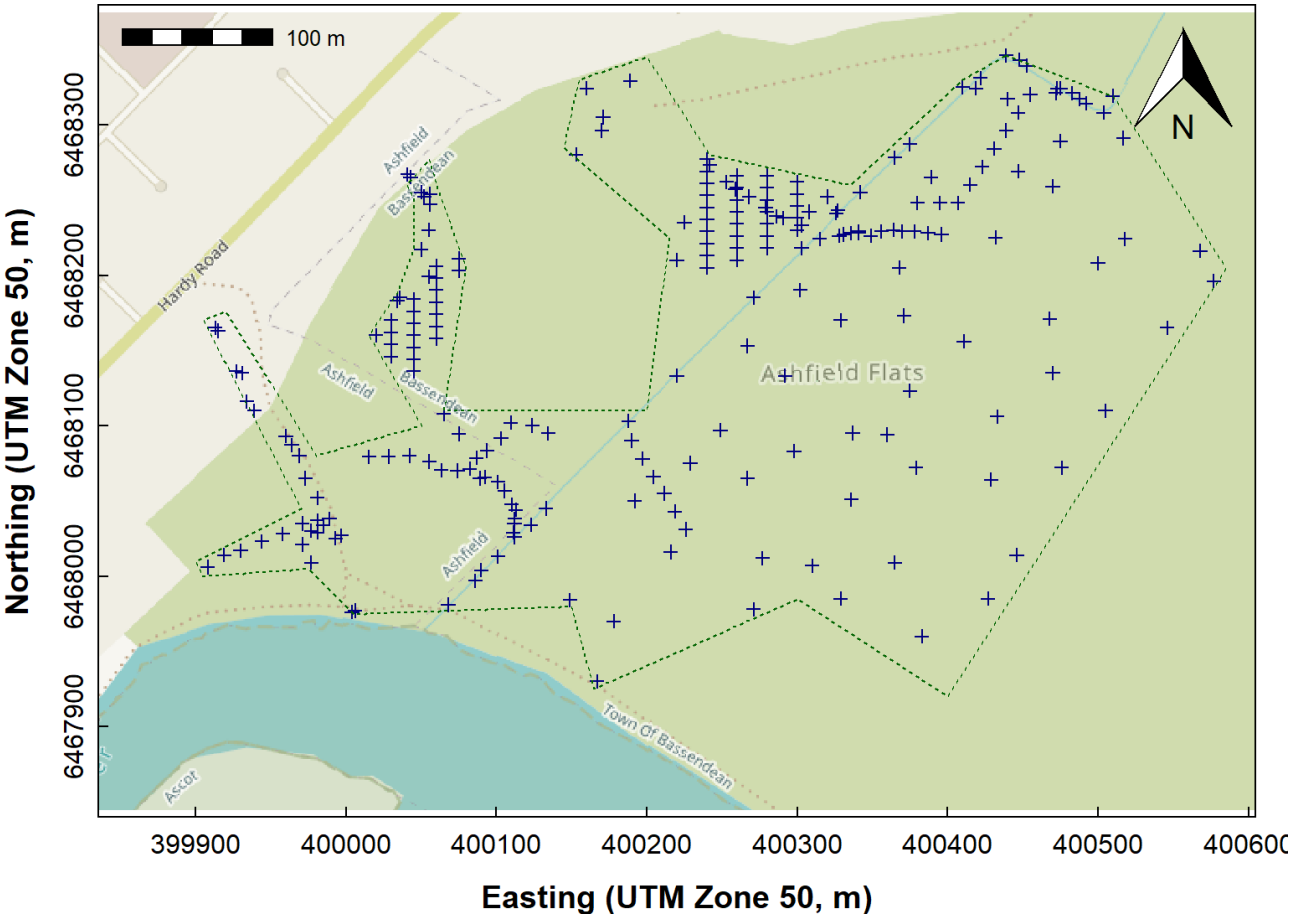 100 m
N
Ashfield
Bassendean
Hardy Road
Ashfield
Bassendean
Ashfield Flats
Ashfield
Town Of Bassendean
Ascot
6468300
6468200
6468100
6468000
6467900
Northing (UTM Zone 50, m)
399900 400000 400100 400200 400300 400400 400500 400600
Easting (UTM Zone 50, m)